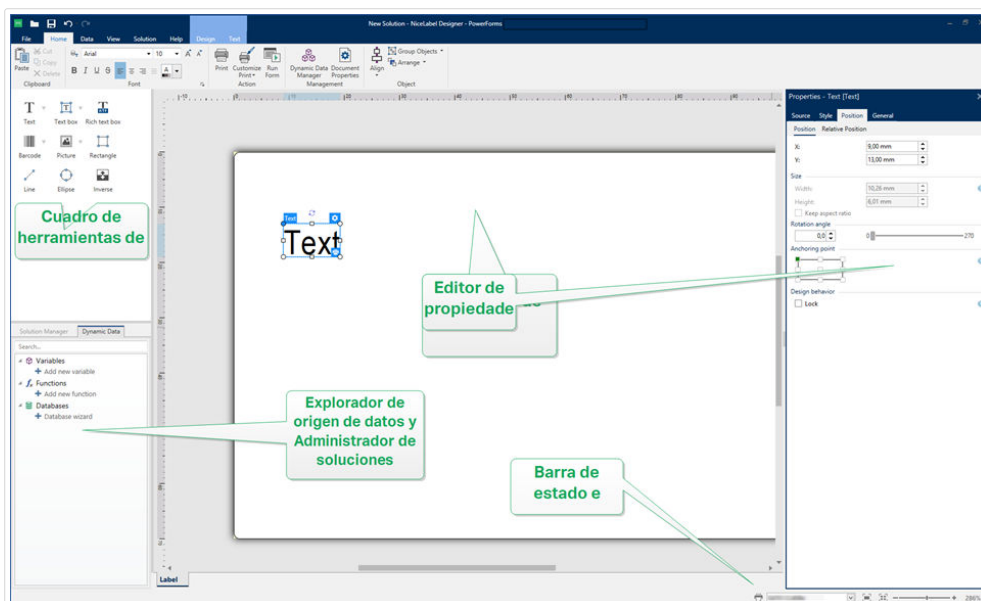 New Solution - NiceLabel Designer - PowerForms
File Home Data View Solution Help Design Text
Paste
Cut
Copy
Delete
Clipboard
Arial 10
B I U
Font
Print
Customize Print
Run Form
Action
Dynamic Data Manager
Document Properties
Management
Align
Group Objects
Arrange
Object
Text Text box Rich text box
Barcode Picture Rectangle
Line Ellipse Inverse
Cuadro de
herramientas de
Solution Manager Dynamic Data
Search...
Variables
Add new variable
Functions
Add new function
Databases
Database wizard
Text
Text
Editor de
propiedade
Explorador de
origen de datos y
Administrador de
soluciones
Barra de
estado e
Label
Properties - Text [Text]
Source Style Position General
Position Relative Position
X: 9,00 mm
Y: 13,00 mm
Size
Width: 10,26 mm
Height: 6,01 mm
Keep aspect ratio
Rotation angle
0,0 0 270
Anchoring point
Design behavior
Lock
286%